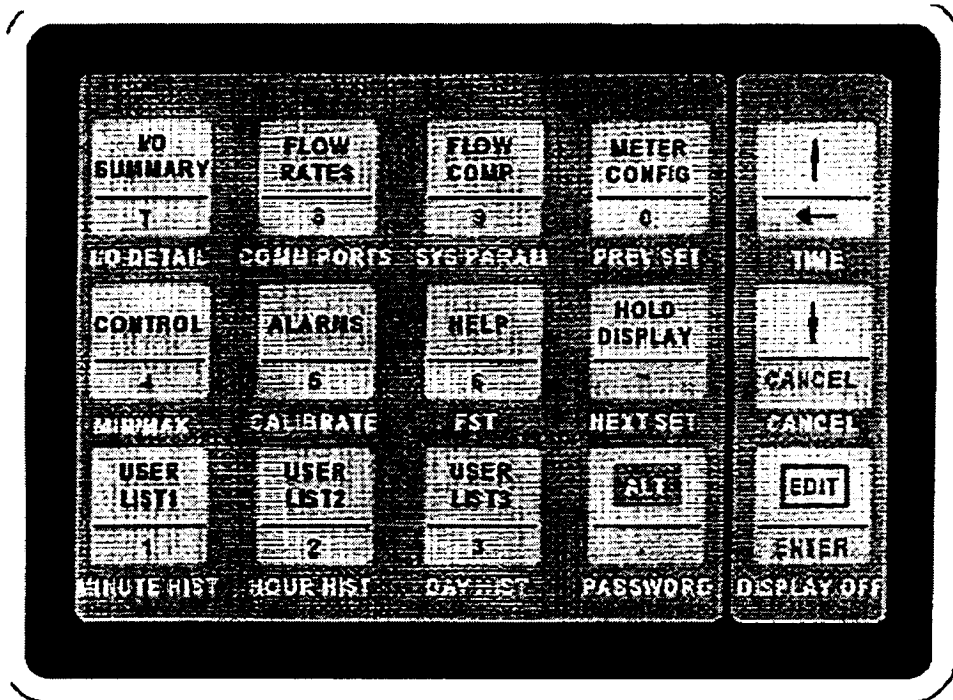 I/O FLOW FLOW METER
SUMMARY RATES COMP. CONFIG
7 8 9 0
I/O DETAIL COMM PORTS SYS PARAM PREV SET TIME
CONTROL ALARMS HELP HOLD
DISPLAY
4 5 6 - CANCEL
MIN/MAX CALIBRATE FST NEXT SET CANCEL
USER USER USER ALT EDIT
LIST1 LIST2 LIST3
1 2 3 . ENTER
MINUTE HIST HOUR HIST DAY HIST PASSWORD DISPLAY OFF